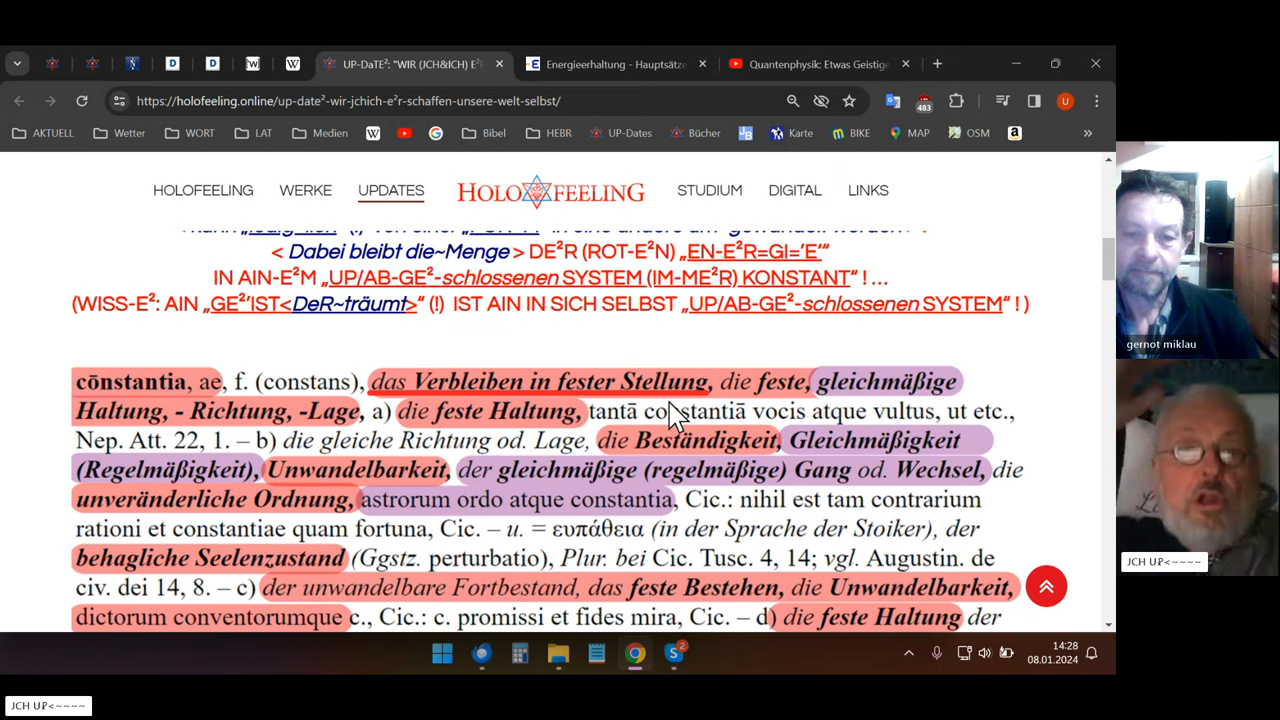 UP-DaTE²: "WIR (JCH&ICH) E²
Energieerhaltung - Hauptsätze
Quantenphysik: Etwas Geistige
https://holofeeling.online/up-date²-wir-jchich-e²r-schaffen-unsere-welt-selbst/
483
U
AKTUELL Wetter WORT LAT Medien Bibel HEBR UP-Dates Bücher Karte BIKE MAP OSM
HOLOFEELING WERKE UPDATES HOLOFEELING STUDIUM DIGITAL LINKS
< Dabei bleibt die~Menge > DE²R (ROT-E²N) „EN-E²R=GI='E'“
IN AIN-E²M „UP/AB-GE²-schlossenen SYSTEM (IM-ME²R) KONSTANT“ ! ...
(WISS-E²: AIN „GE²'IST<DeR~träumt>“ (!) IST AIN IN SICH SELBST „UP/AB-GE²-schlossenen SYSTEM“ ! )
cōnstantia, ae, f. (constans), das Verbleiben in fester Stellung, die feste, gleichmäßige
Haltung, - Richtung, -Lage, a) die feste Haltung, tantā constantiā vocis atque vultus, ut etc.,
Nep. Att. 22, 1. – b) die gleiche Richtung od. Lage, die Beständigkeit, Gleichmäßigkeit
(Regelmäßigkeit), Unwandelbarkeit, der gleichmäßige (regelmäßige) Gang od. Wechsel, die
unveränderliche Ordnung, astrorum ordo atque constantia, Cic.: nihil est tam contrarium
rationi et constantiae quam fortuna, Cic. – u. = ευπάθεια (in der Sprache der Stoiker), der
behagliche Seelenzustand (Ggstz. perturbatio), Plur. bei Cic. Tusc. 4, 14; vgl. Augustin. de
civ. dei 14, 8. – c) der unwandelbare Fortbestand, das feste Bestehen, die Unwandelbarkeit,
dictorum conventorumque c., Cic.: c. promissi et fides mira, Cic. – d) die feste Haltung der
gernot miklau
JCH UP<~~~~
2
14:28
08.01.2024
JCH UP<~~~~